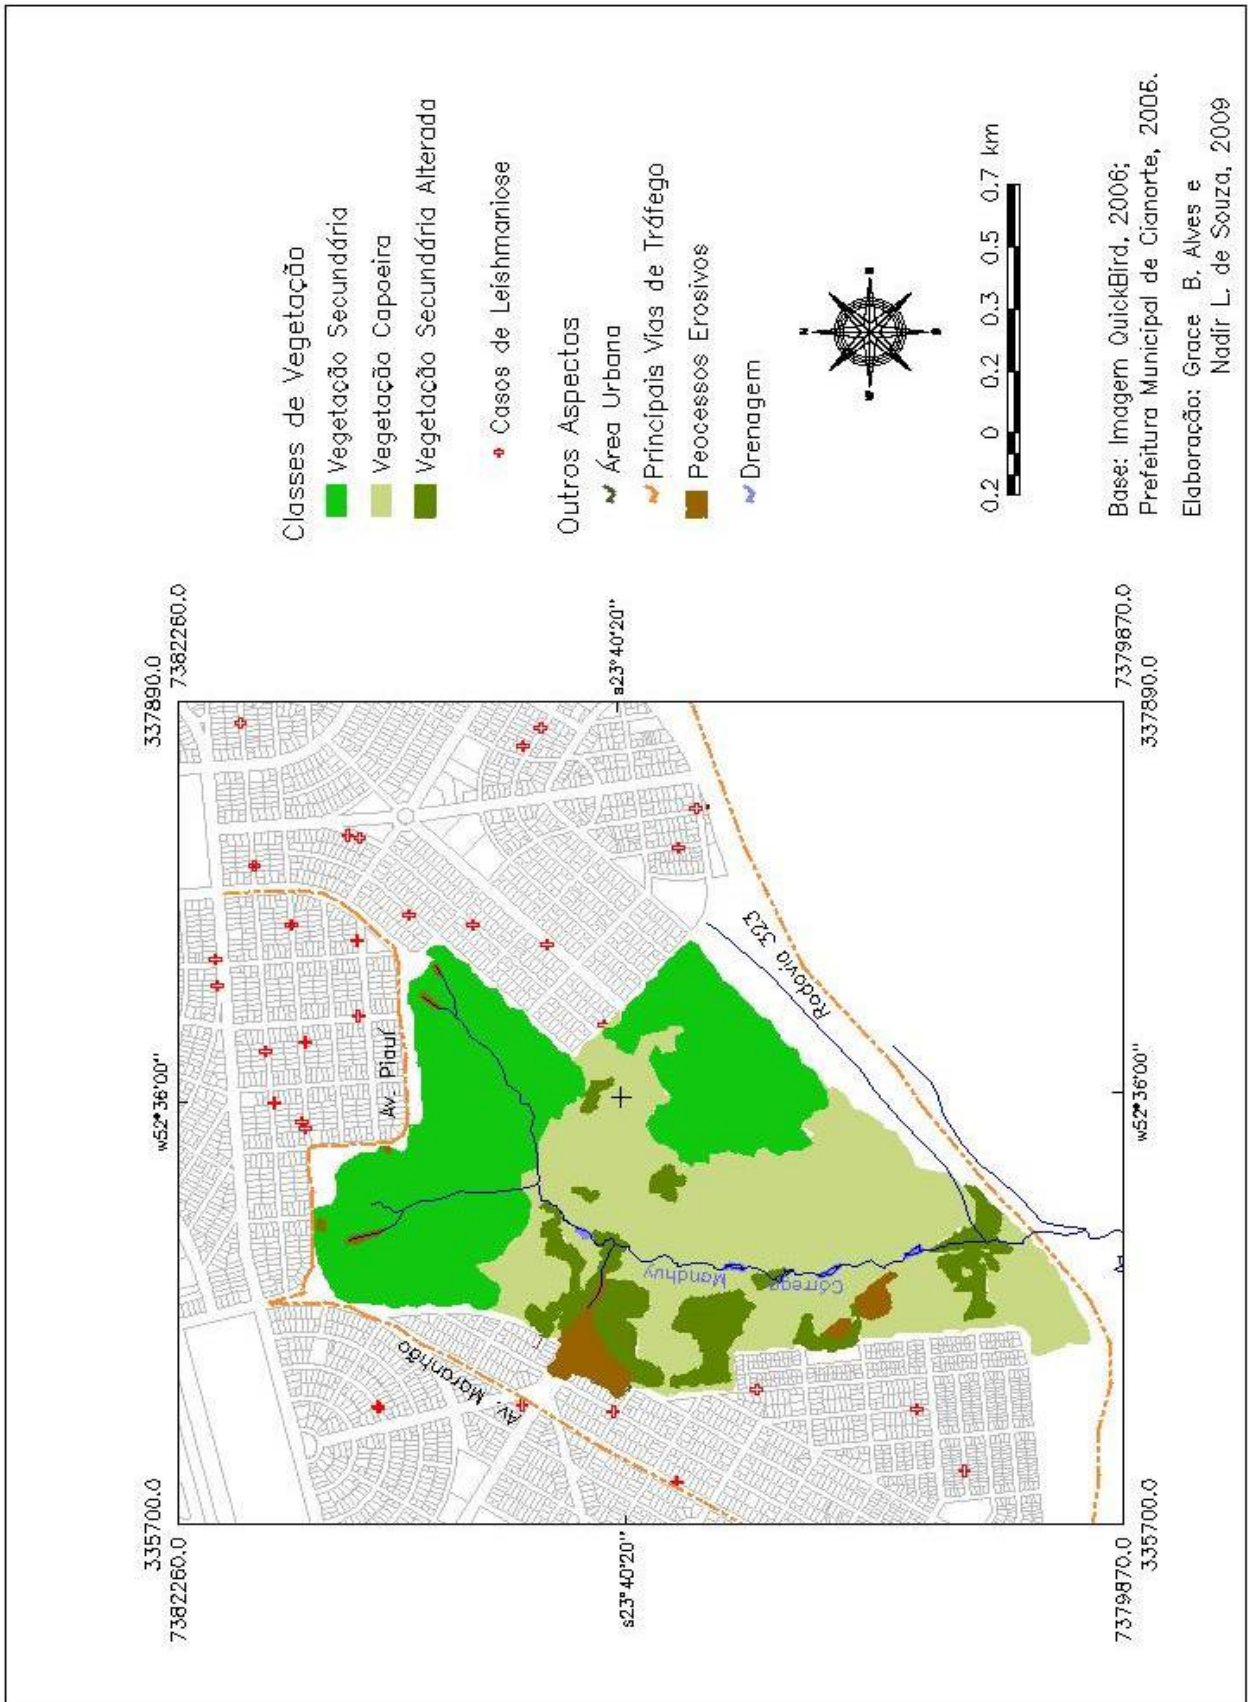 335700.0
w52°36'00"
337890.0
7382260.0
7382260.0
Av. Piauí
Av. Maranhão
s23°40'20"
s23°40'20"
Córrego Mandhuy
Rodovia 323
7379870.0
7379870.0
335700.0
w52°36'00"
337890.0
Classes de Vegetação
Vegetação Secundária
Vegetação Capoeira
Vegetação Secundária Alterada
Casos de Leishmaniose
Outros Aspectos
Área Urbana
Principais Vias de Tráfego
Peocessos Erosivos
Drenagem
0.2 0 0.2 0.3 0.5 0.7 km
Base: Imagem QuickBird, 2006;
Prefeitura Municipal de Cianorte, 2006.
Elaboração: Grace B. Alves e
Nadir L. de Souza, 2009